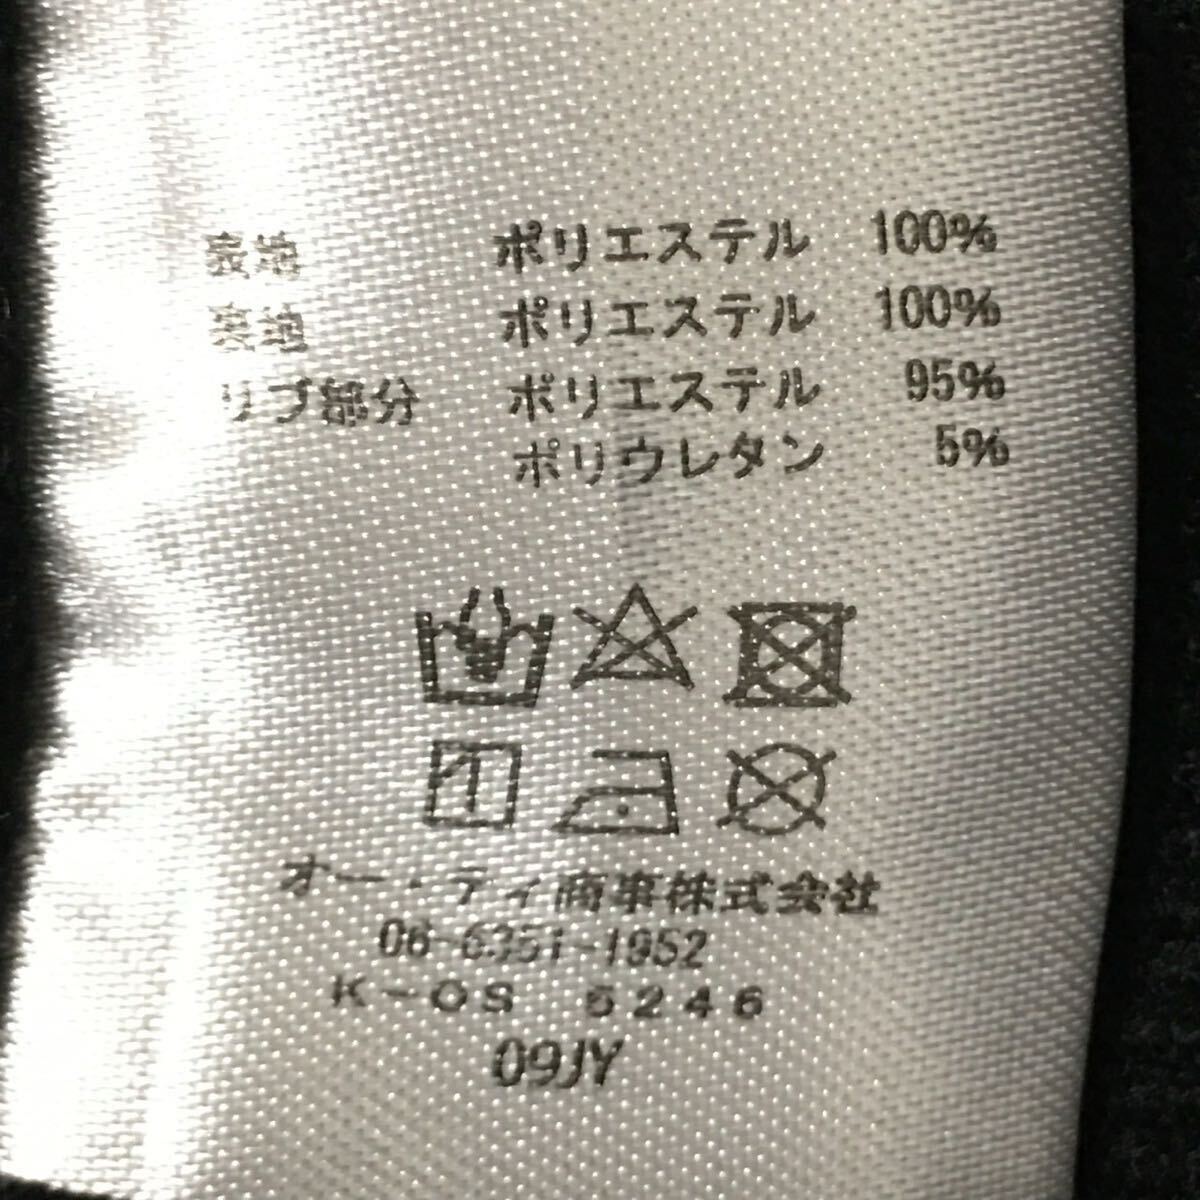 表地 ポリエステル 100%
裏地 ポリエステル 100%
リブ部分 ポリエステル 95%
ポリウレタン 5%
オー・ティ商事株式会社
06-6351-1952
K-OS 5246
09JY